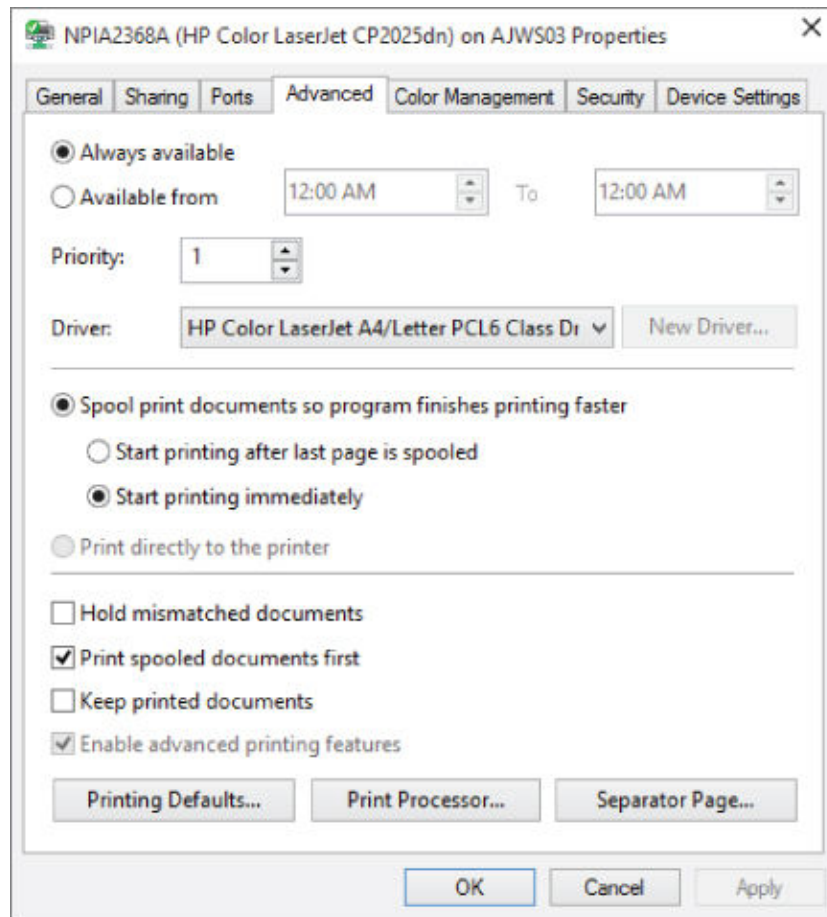 NPIA2368A (HP Color LaserJet CP2025dn) on AJWS03 Properties
General Sharing Ports Advanced Color Management Security Device Settings
Always available
Available from 12:00 AM To 12:00 AM
Priority: 1
Driver: HP Color LaserJet A4/Letter PCL6 Class Dr New Driver...
Spool print documents so program finishes printing faster
Start printing after last page is spooled
Start printing immediately
Print directly to the printer
Hold mismatched documents
Print spooled documents first
Keep printed documents
Enable advanced printing features
Printing Defaults... Print Processor... Separator Page...
OK Cancel Apply